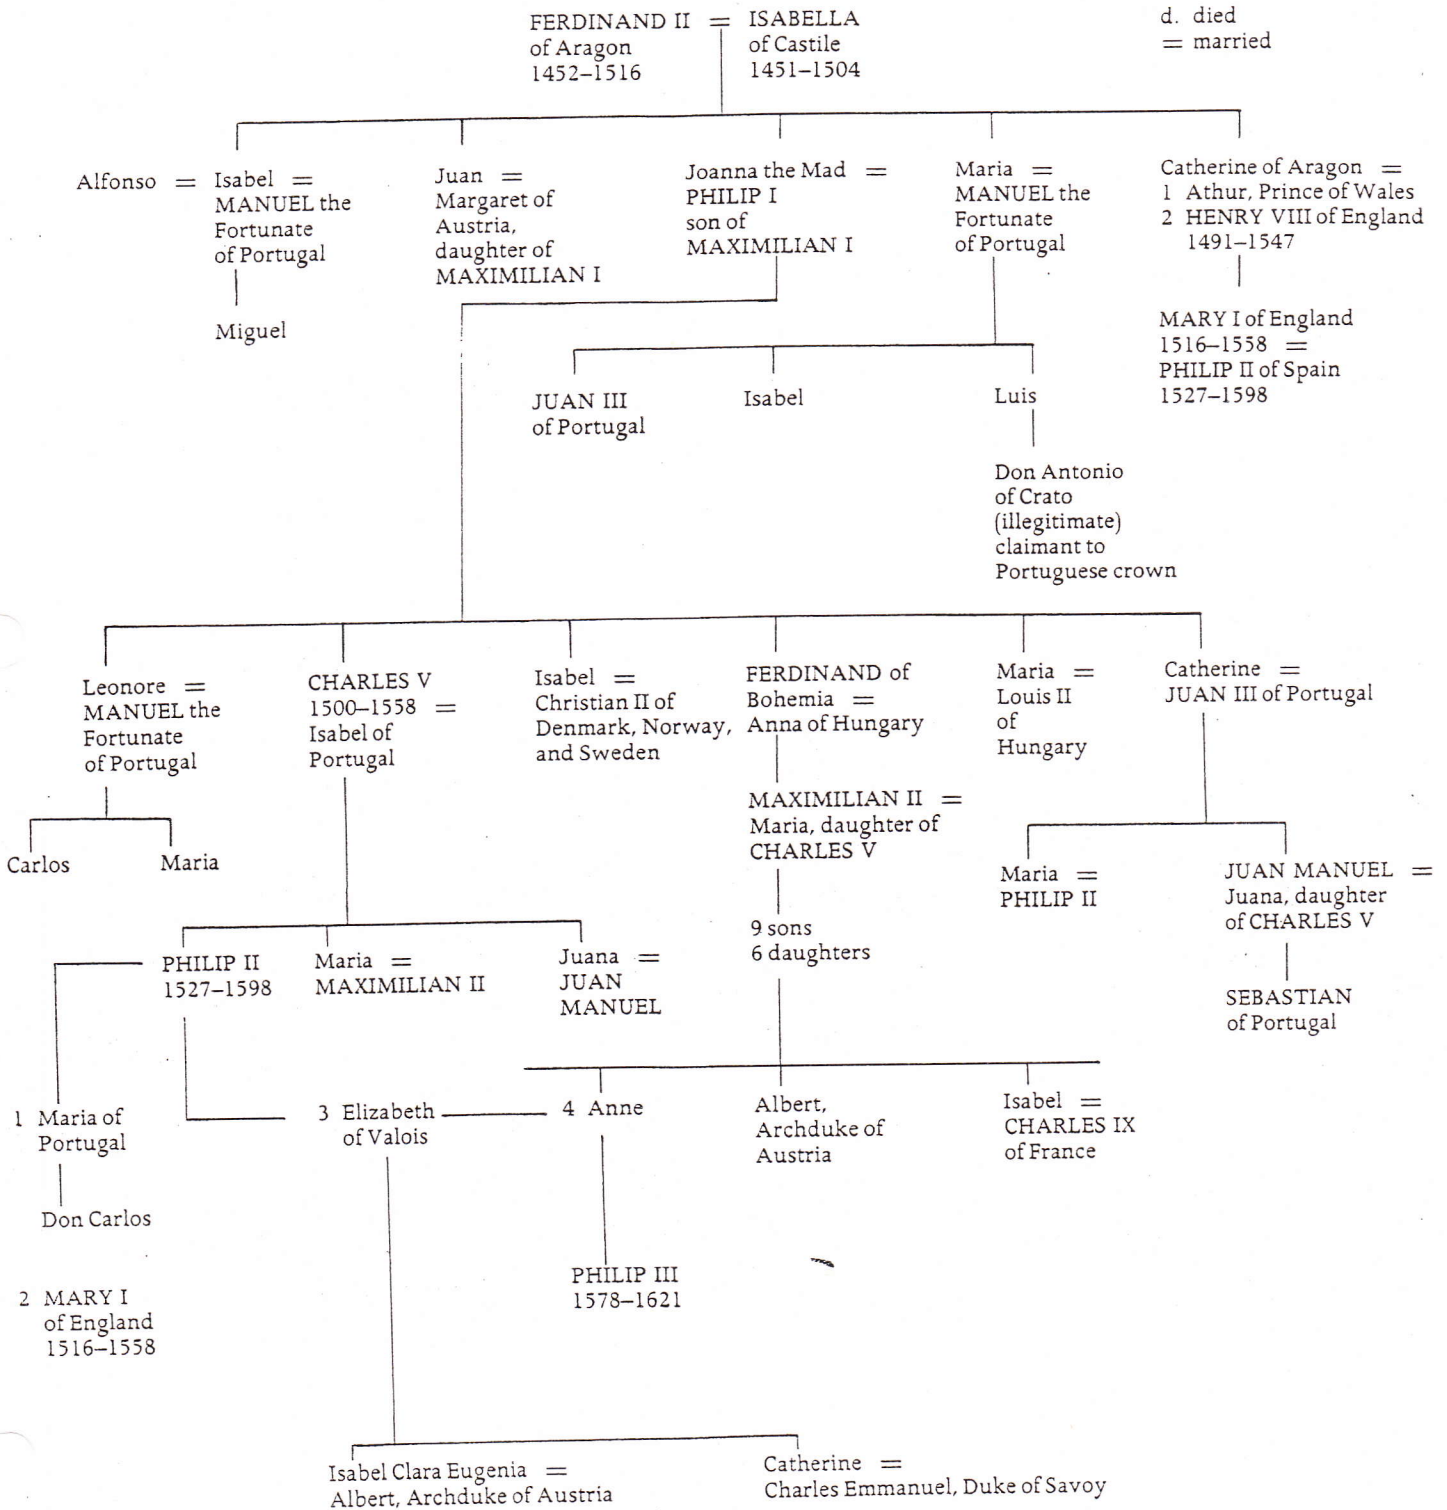 FERDINAND II = ISABELLA
of Aragon of Castile
1452–1516 1451–1504
d. died
= married
Alfonso = Isabel =
MANUEL the
Fortunate
of Portugal
Miguel
Juan =
Margaret of
Austria,
daughter of
MAXIMILIAN I
Joanna the Mad =
PHILIP I
son of
MAXIMILIAN I
Maria =
MANUEL the
Fortunate
of Portugal
Catherine of Aragon =
1 Athur, Prince of Wales
2 HENRY VIII of England
1491–1547
MARY I of England
1516–1558 =
PHILIP II of Spain
1527–1598
JUAN III
of Portugal
Isabel
Luis
Don Antonio
of Crato
(illegitimate)
claimant to
Portuguese crown
Leonore =
MANUEL the
Fortunate
of Portugal
CHARLES V
1500–1558 =
Isabel of
Portugal
Isabel =
Christian II of
Denmark, Norway,
and Sweden
FERDINAND of
Bohemia =
Anna of Hungary
Maria =
Louis II
of
Hungary
Catherine =
JUAN III of Portugal
Carlos
Maria
MAXIMILIAN II =
Maria, daughter of
CHARLES V
9 sons
6 daughters
Maria =
PHILIP II
JUAN MANUEL =
Juana, daughter
of CHARLES V
SEBASTIAN
of Portugal
PHILIP II
1527–1598
Maria =
MAXIMILIAN II
Juana =
JUAN
MANUEL
1 Maria of
Portugal
Don Carlos
2 MARY I
of England
1516–1558
3 Elizabeth
of Valois
4 Anne
Albert,
Archduke of
Austria
Isabel =
CHARLES IX
of France
PHILIP III
1578–1621
Isabel Clara Eugenia =
Albert, Archduke of Austria
Catherine =
Charles Emmanuel, Duke of Savoy